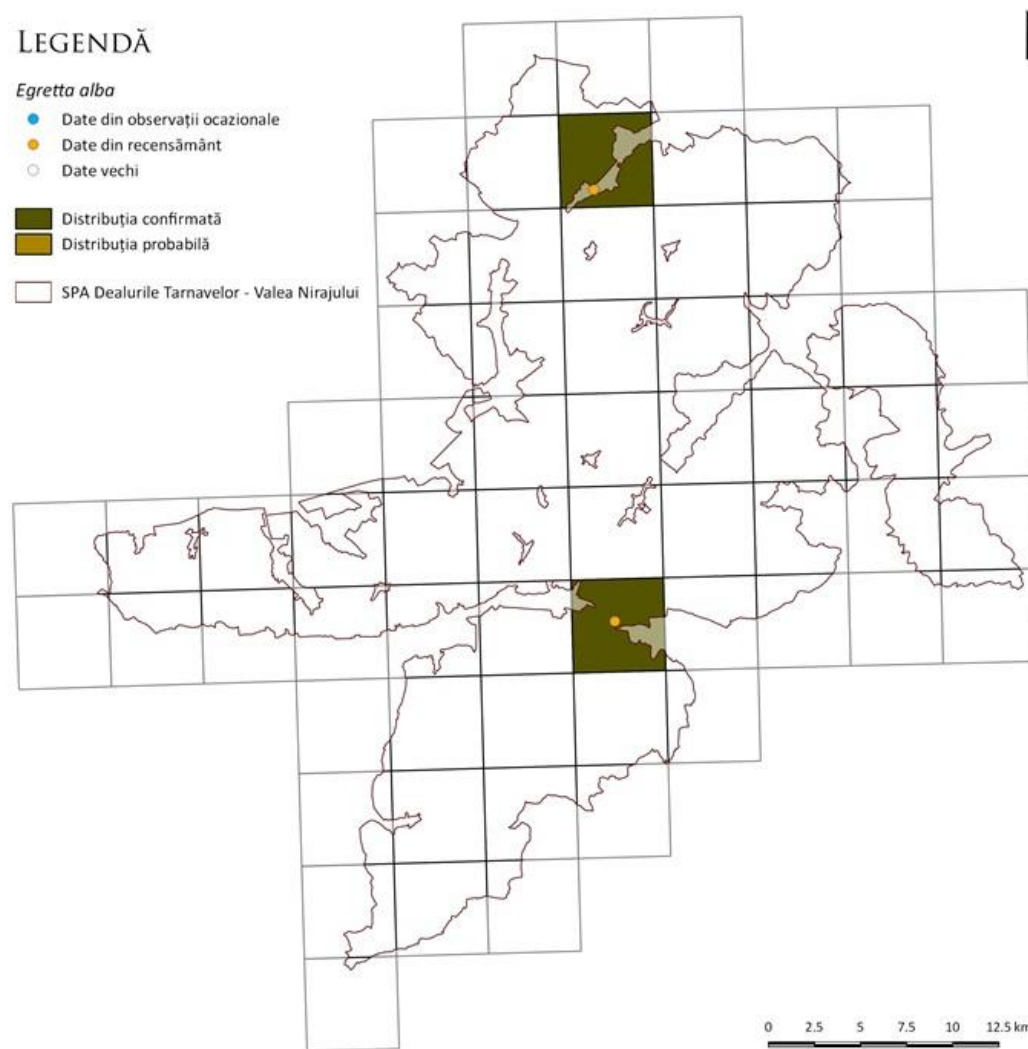 LEGENDĂ
Egretta alba
Date din observații ocazionale
Date din recensământ
Date vechi
Distribuția confirmată
Distribuția probabilă
SPA Dealurile Tarnavelor - Valea Nirajului
0 2.5 5 7.5 10 12.5 km